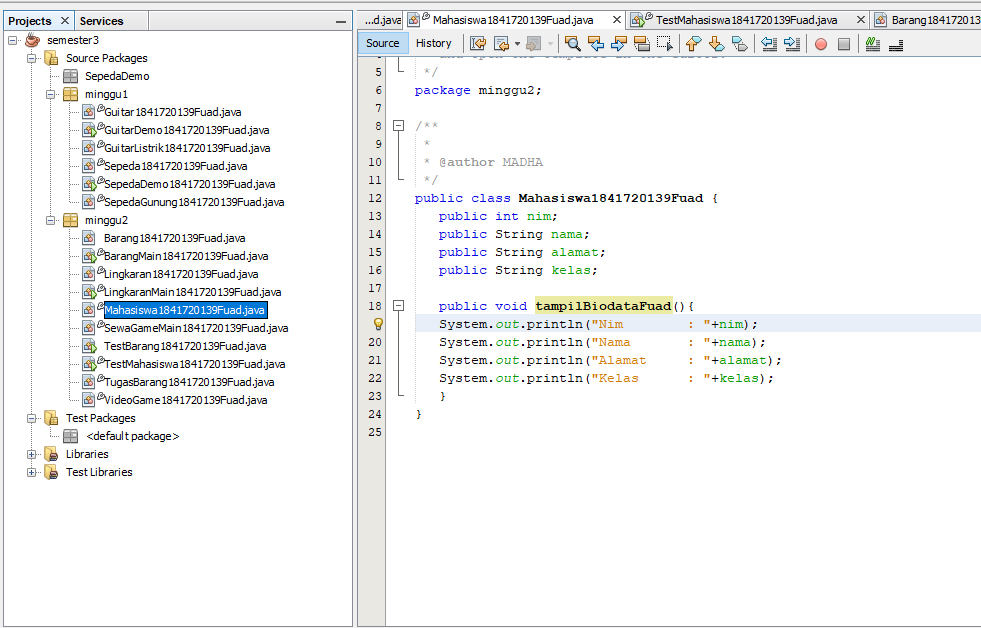 Projects
Services
semester3
Source Packages
SepedaDemo
minggu1
Guitar1841720139Fuad.java
GuitarDemo1841720139Fuad.java
GuitarListrik1841720139Fuad.java
Sepeda1841720139Fuad.java
SepedaDemo1841720139Fuad.java
SepedaGunung1841720139Fuad.java
minggu2
Barang1841720139Fuad.java
BarangMain1841720139Fuad.java
Lingkaran1841720139Fuad.java
LingkaranMain1841720139Fuad.java
Mahasiswa1841720139Fuad.java
SewaGameMain1841720139Fuad.java
TestBarang1841720139Fuad.java
TestMahasiswa1841720139Fuad.java
TugasBarang1841720139Fuad.java
VideoGame1841720139Fuad.java
Test Packages
<default package>
Libraries
Test Libraries
...d.java Mahasiswa1841720139Fuad.java TestMahasiswa1841720139Fuad.java Barang184172013
Source History
5 */
6 package minggu2;
7
8 /**
9 *
10 * @author MADHA
11 */
12 public class Mahasiswa1841720139Fuad {
13 public int nim;
14 public String nama;
15 public String alamat;
16 public String kelas;
17
18 public void tampilBiodataFuad(){
System.out.println("Nim : "+nim);
20 System.out.println("Nama : "+nama);
21 System.out.println("Alamat : "+alamat);
22 System.out.println("Kelas : "+kelas);
23 }
24 }
25